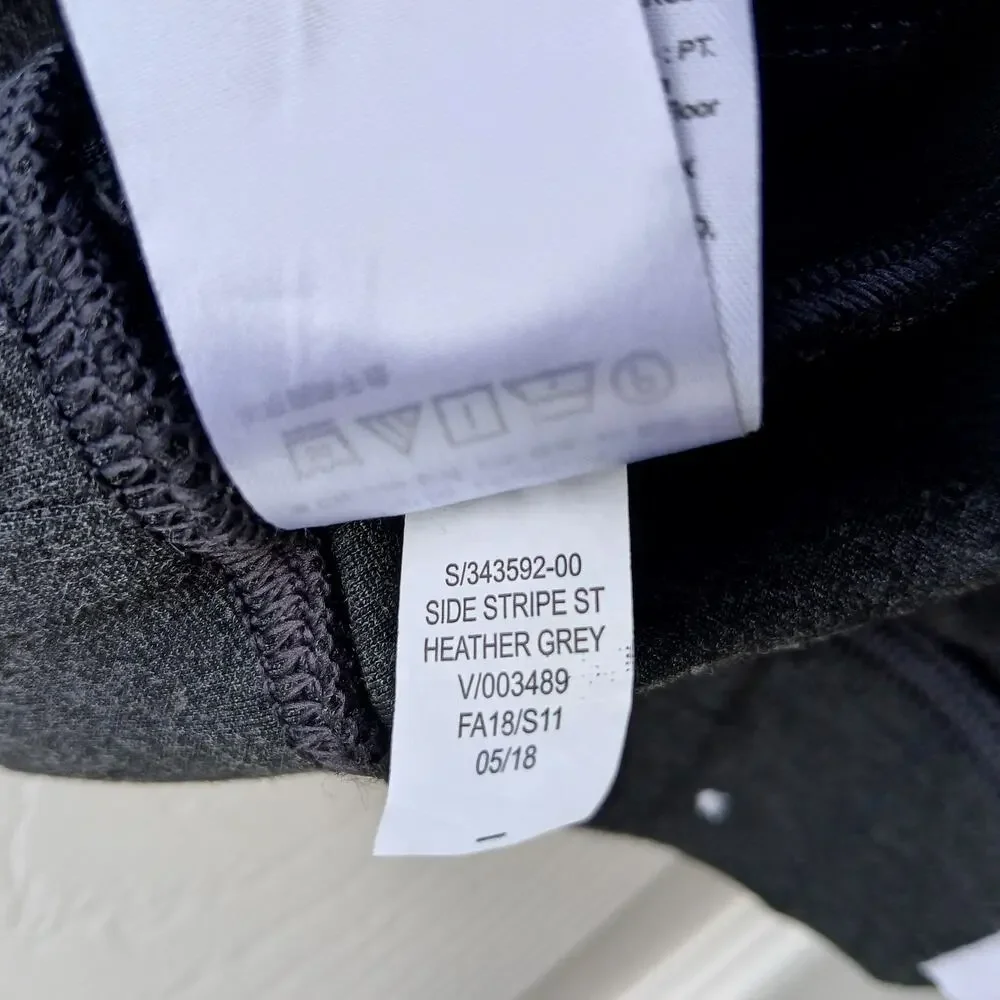 : PT.
S/343592-00
SIDE STRIPE ST
HEATHER GREY
V/003489
FA18/S11
05/18